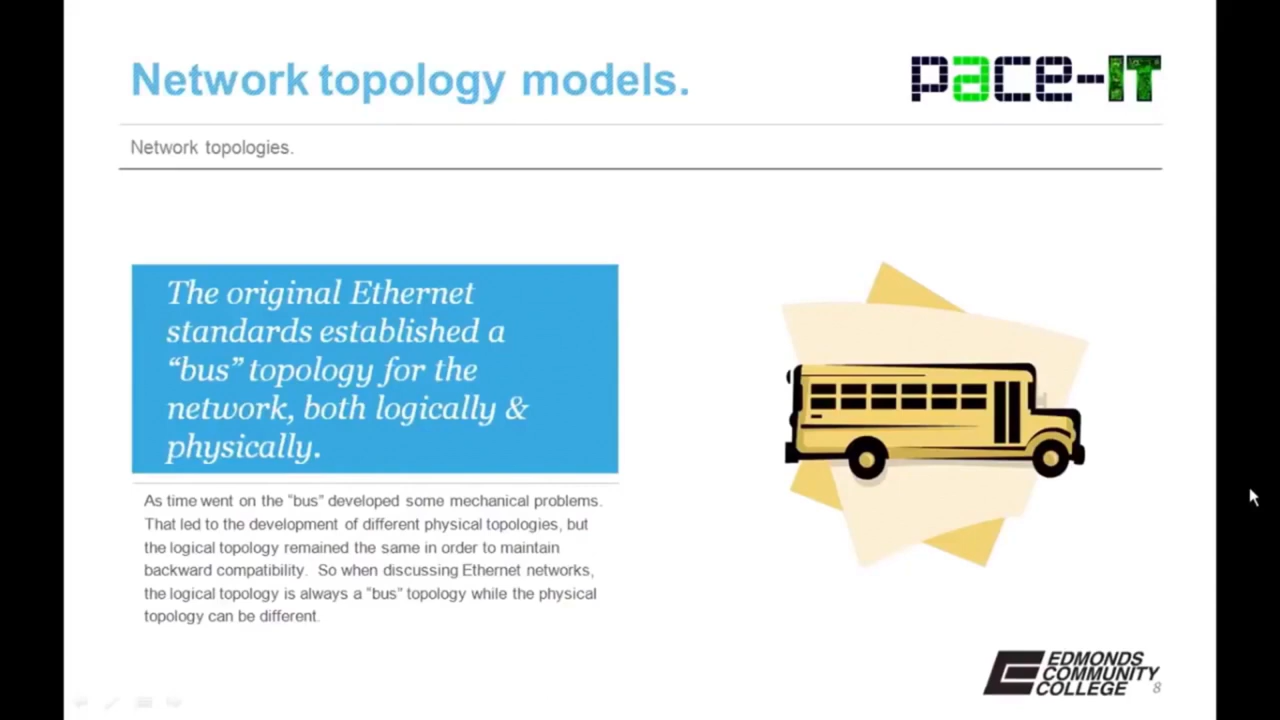 Network topology models.
pace-IT
Network topologies.
The original Ethernet
standards established a
“bus” topology for the
network, both logically &
physically.
As time went on the “bus” developed some mechanical problems.
That led to the development of different physical topologies, but
the logical topology remained the same in order to maintain
backward compatibility.  So when discussing Ethernet networks,
the logical topology is always a “bus” topology while the physical
topology can be different.
EDMONDS
COMMUNITY
COLLEGE
8